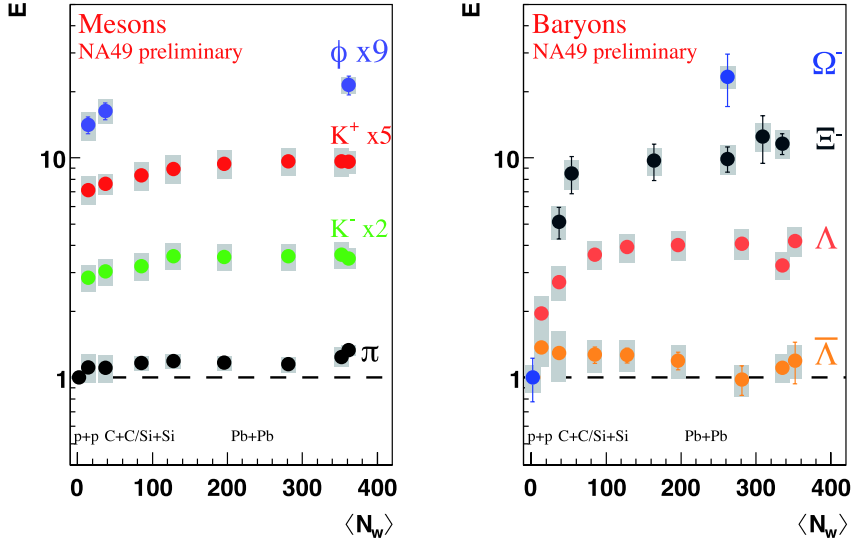 E
Mesons
NA49 preliminary
ϕ x9
K⁺ x5
K⁻ x2
π
10
1
p+p C+C/Si+Si Pb+Pb
0 100 200 300 400
⟨N_w⟩
E
Baryons
NA49 preliminary
Ω⁻
Ξ⁻
Λ
Λ̅
10
1
p+p C+C/Si+Si Pb+Pb
0 100 200 300 400
⟨N_w⟩